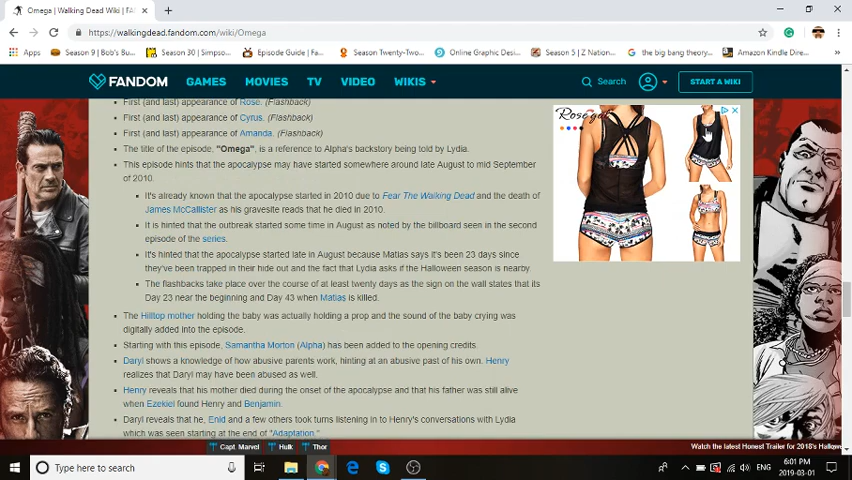 Omega | Walking Dead Wiki | FA
https://walkingdead.fandom.com/wiki/Omega
Apps
Season 9 | Bob's Bu...
Season 30 | Simpso...
Episode Guide | Fa...
Season Twenty-Two...
Online Graphic Desi...
Season 5 | Z Nation...
the big bang theory...
Amazon Kindle Dire...
FANDOM GAMES MOVIES TV VIDEO WIKIS Search START A WIKI
First (and last) appearance of Rose. (Flashback)
First (and last) appearance of Cyrus. (Flashback)
First (and last) appearance of Amanda. (Flashback)
The title of the episode, "Omega", is a reference to Alpha's backstory being told by Lydia.
This episode hints that the apocalypse may have started somewhere around late August to mid September
of 2010.
It's already known that the apocalypse started in 2010 due to Fear The Walking Dead and the death of
James McCallister as his gravesite reads that he died in 2010.
It is hinted that the outbreak started some time in August as noted by the billboard seen in the second
episode of the series.
It's hinted that the apocalypse started late in August because Matias says it's been 23 days since
they've been trapped in their hide out and the fact that Lydia asks if the Halloween season is nearby.
The flashbacks take place over the course of at least twenty days as the sign on the wall states that its
Day 23 near the beginning and Day 43 when Matias is killed.
The Hilltop mother holding the baby was actually holding a prop and the sound of the baby crying was
digitally added into the episode.
Starting with this episode, Samantha Morton (Alpha) has been added to the opening credits.
Daryl shows a knowledge of how abusive parents work, hinting at an abusive past of his own. Henry
realizes that Daryl may have been abused as well.
Henry reveals that his mother died during the onset of the apocalypse and that his father was still alive
when Ezekiel found Henry and Benjamin.
Daryl reveals that he, Enid and a few others took turns listening in to Henry's conversations with Lydia
which was seen starting at the end of "Adaptation."
Rosegal
Capt. Marvel Hulk Thor
Watch the latest Honest Trailer for 2018's Hallow
Type here to search
ENG
6:01 PM
2019-03-01